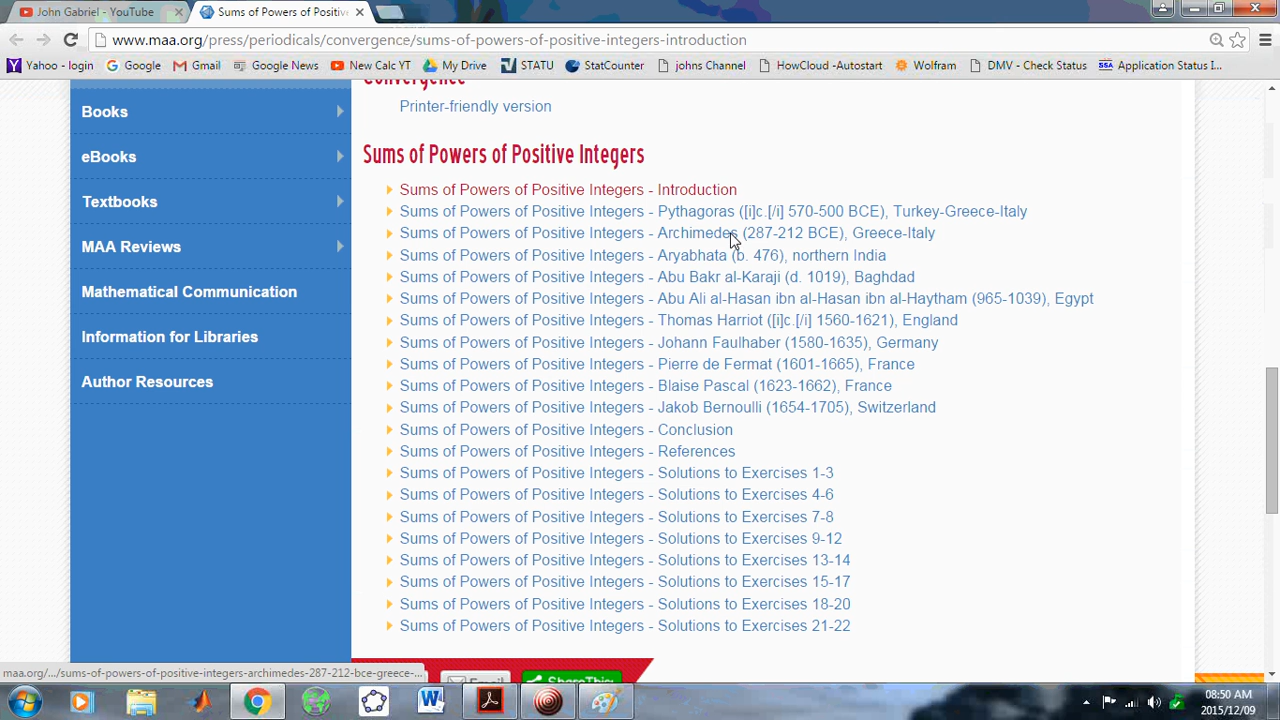 John Gabriel - YouTube
Sums of Powers of Positiv
www.maa.org/press/periodicals/convergence/sums-of-powers-of-positive-integers-introduction
Yahoo - login
Google
Gmail
Google News
New Calc YT
My Drive
STATU
StatCounter
johns Channel
HowCloud -Autostart
Wolfram
DMV - Check Status
SSA
Application Status I...
Convergence
Printer-friendly version
Books
eBooks
Textbooks
MAA Reviews
Mathematical Communication
Information for Libraries
Author Resources
Sums of Powers of Positive Integers
Sums of Powers of Positive Integers - Introduction
Sums of Powers of Positive Integers - Pythagoras ([i]c.[/i] 570-500 BCE), Turkey-Greece-Italy
Sums of Powers of Positive Integers - Archimedes (287-212 BCE), Greece-Italy
Sums of Powers of Positive Integers - Aryabhata (b. 476), northern India
Sums of Powers of Positive Integers - Abu Bakr al-Karaji (d. 1019), Baghdad
Sums of Powers of Positive Integers - Abu Ali al-Hasan ibn al-Hasan ibn al-Haytham (965-1039), Egypt
Sums of Powers of Positive Integers - Thomas Harriot ([i]c.[/i] 1560-1621), England
Sums of Powers of Positive Integers - Johann Faulhaber (1580-1635), Germany
Sums of Powers of Positive Integers - Pierre de Fermat (1601-1665), France
Sums of Powers of Positive Integers - Blaise Pascal (1623-1662), France
Sums of Powers of Positive Integers - Jakob Bernoulli (1654-1705), Switzerland
Sums of Powers of Positive Integers - Conclusion
Sums of Powers of Positive Integers - References
Sums of Powers of Positive Integers - Solutions to Exercises 1-3
Sums of Powers of Positive Integers - Solutions to Exercises 4-6
Sums of Powers of Positive Integers - Solutions to Exercises 7-8
Sums of Powers of Positive Integers - Solutions to Exercises 9-12
Sums of Powers of Positive Integers - Solutions to Exercises 13-14
Sums of Powers of Positive Integers - Solutions to Exercises 15-17
Sums of Powers of Positive Integers - Solutions to Exercises 18-20
Sums of Powers of Positive Integers - Solutions to Exercises 21-22
Email
ShareThis
maa.org/.../sums-of-powers-of-positive-integers-archimedes-287-212-bce-greece-...
08:50 AM
2015/12/09